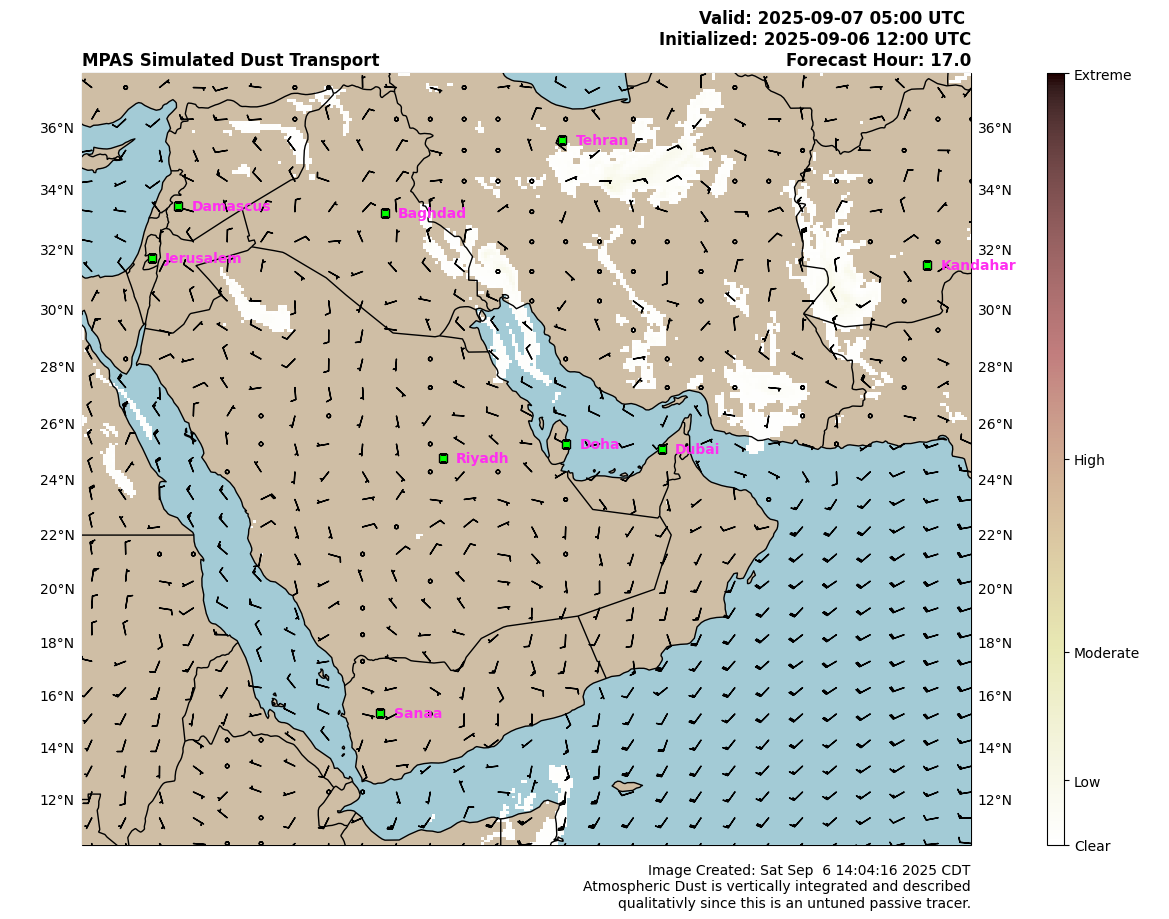 Valid: 2025-09-07 05:00 UTC
Initialized: 2025-09-06 12:00 UTC
MPAS Simulated Dust Transport Forecast Hour: 17.0
Extreme
36°N Tehran 36°N
34°N Damascus Baghdad 34°N
32°N Jerusalem 32°N Kandahar
30°N 30°N
28°N 28°N
26°N Doha Dubai 26°N
Riyadh High
24°N 24°N
22°N 22°N
20°N 20°N
18°N 18°N
Moderate
16°N Sanaa 16°N
14°N 14°N
12°N 12°N
Low
Clear
Image Created: Sat Sep  6 14:04:16 2025 CDT
Atmospheric Dust is vertically integrated and described
qualitativly since this is an untuned passive tracer.